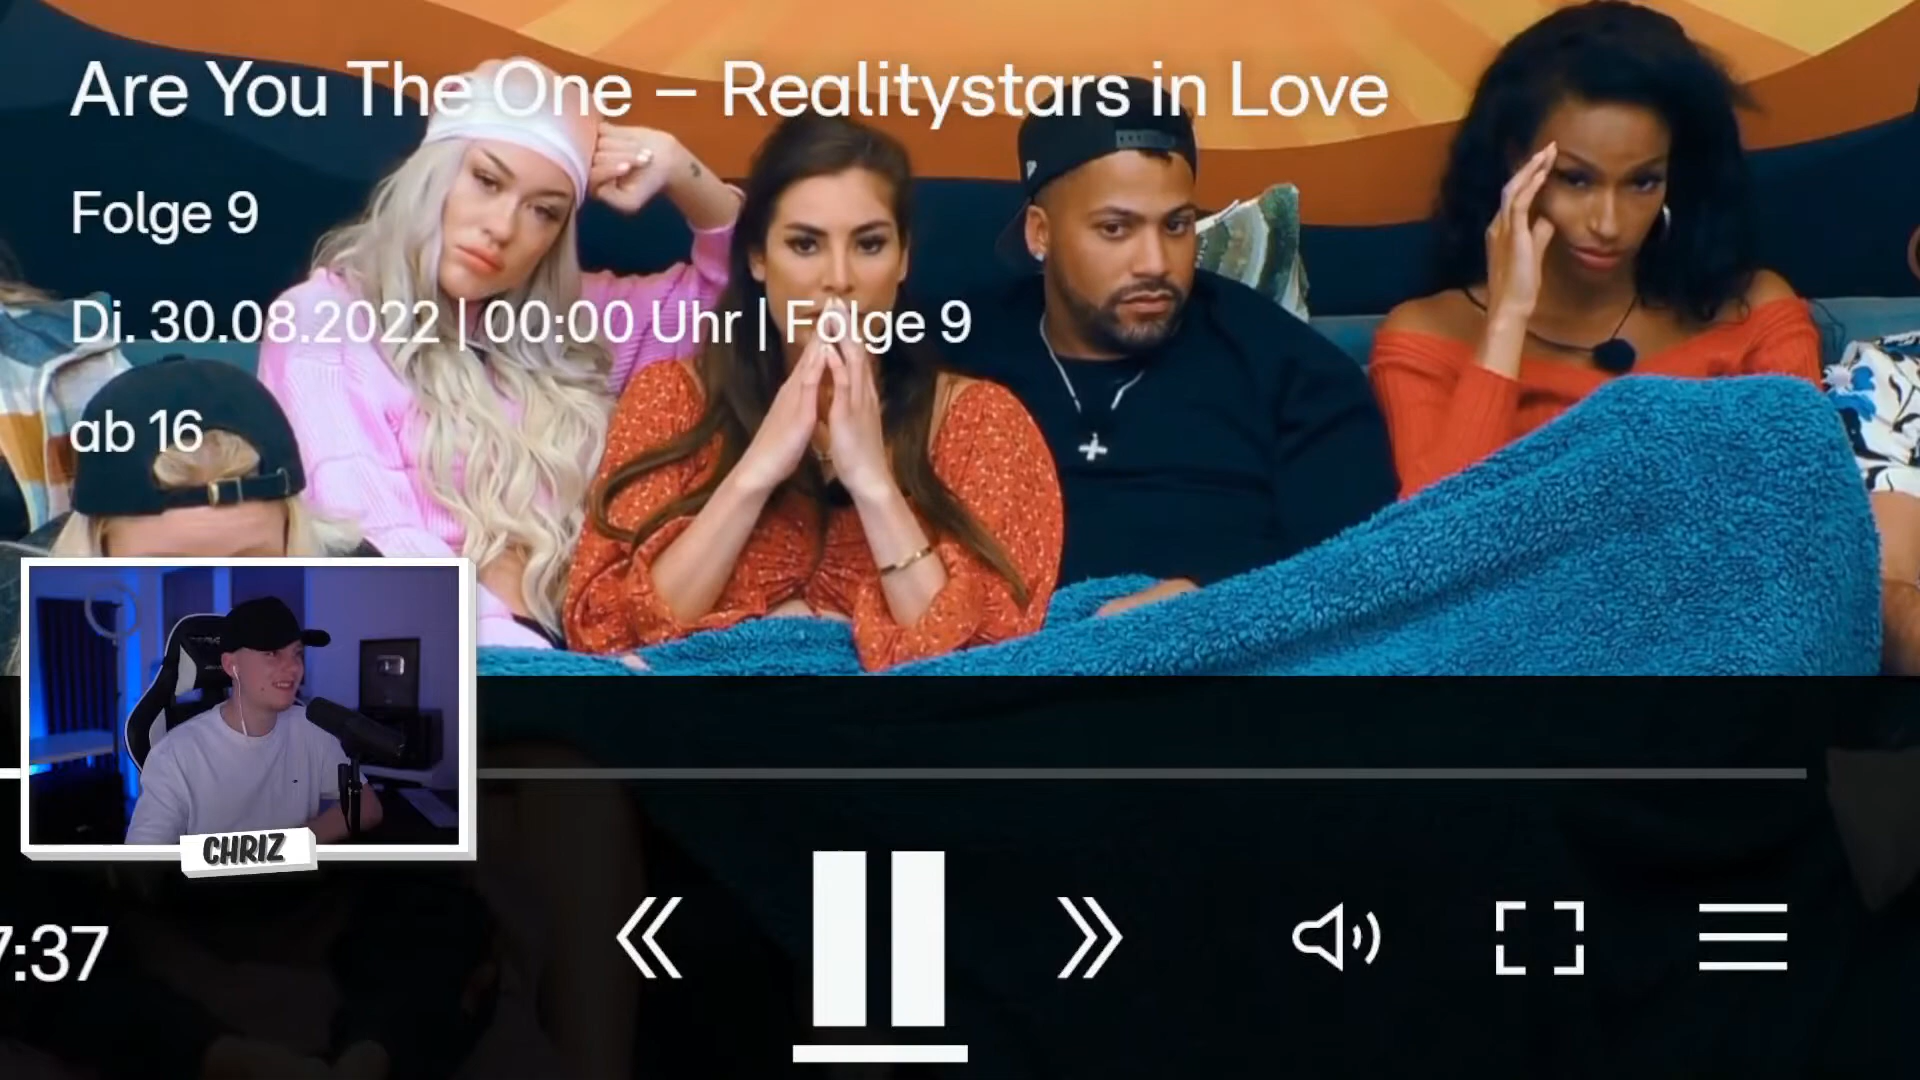 Are You The One – Realitystars in Love
Folge 9
Di. 30.08.2022 | 00:00 Uhr | Folge 9
ab 16
CHRIZ
7:37